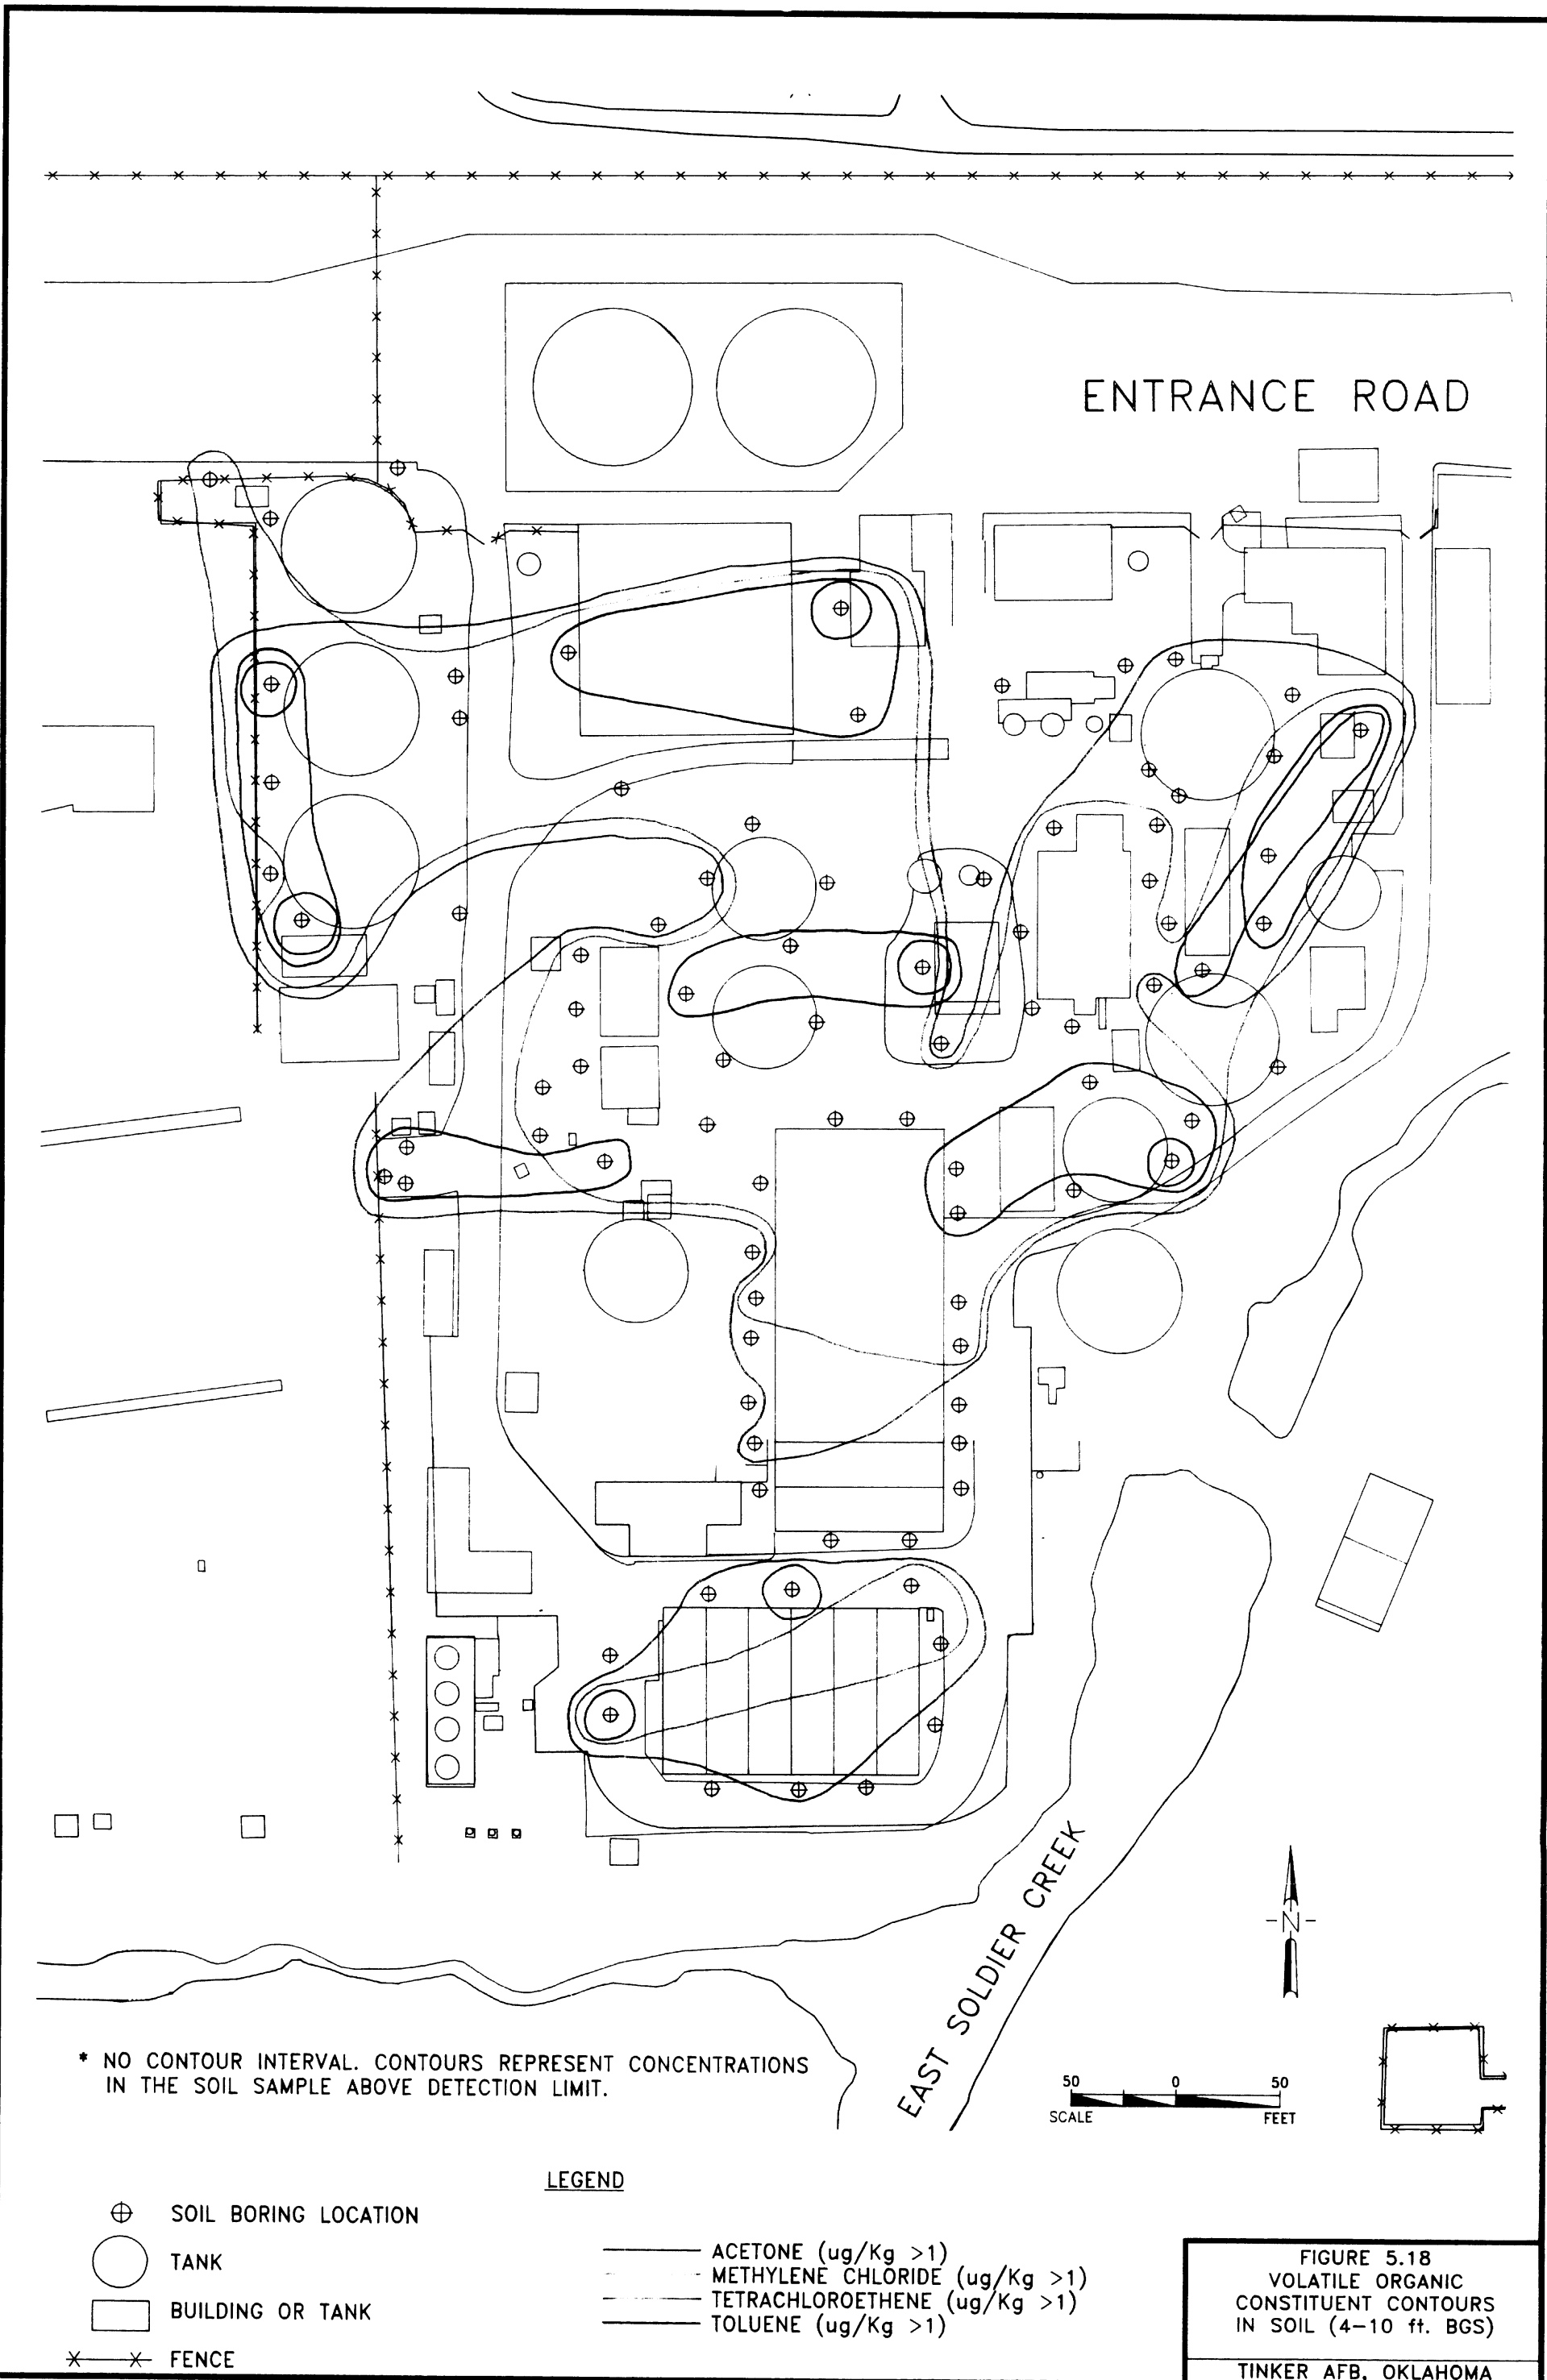 ENTRANCE ROAD
EAST SOLDIER CREEK
-N-
* NO CONTOUR INTERVAL. CONTOURS REPRESENT CONCENTRATIONS
IN THE SOIL SAMPLE ABOVE DETECTION LIMIT.
50 0 50
SCALE FEET
LEGEND
SOIL BORING LOCATION
TANK
BUILDING OR TANK
FENCE
ACETONE (ug/Kg >1)
METHYLENE CHLORIDE (ug/Kg >1)
TETRACHLOROETHENE (ug/Kg >1)
TOLUENE (ug/Kg >1)
FIGURE 5.18
VOLATILE ORGANIC
CONSTITUENT CONTOURS
IN SOIL (4-10 ft. BGS)
TINKER AFB, OKLAHOMA